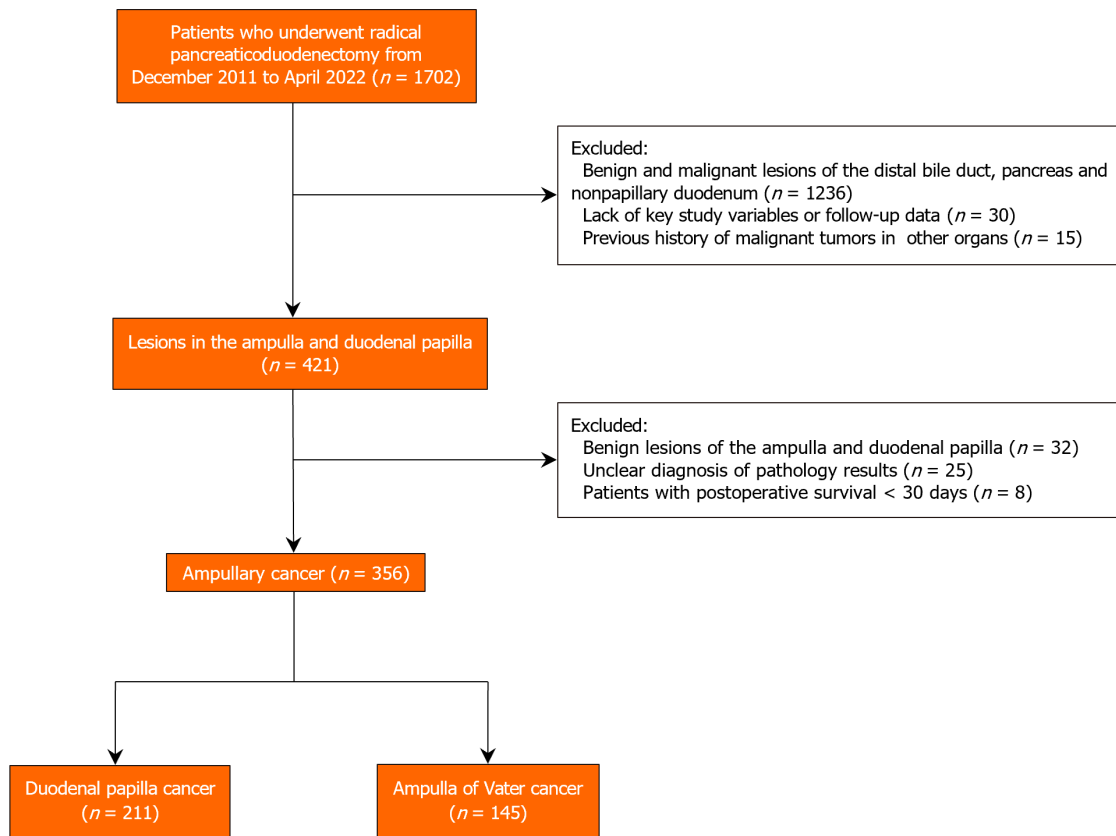 Patients who underwent radical
pancreaticoduodenectomy from
December 2011 to April 2022 (n = 1702)
Excluded:
Benign and malignant lesions of the distal bile duct, pancreas and
nonpapillary duodenum (n = 1236)
Lack of key study variables or follow-up data (n = 30)
Previous history of malignant tumors in other organs (n = 15)
Lesions in the ampulla and duodenal papilla
(n = 421)
Excluded:
Benign lesions of the ampulla and duodenal papilla (n = 32)
Unclear diagnosis of pathology results (n = 25)
Patients with postoperative survival < 30 days (n = 8)
Ampullary cancer (n = 356)
Duodenal papilla cancer
(n = 211)
Ampulla of Vater cancer
(n = 145)